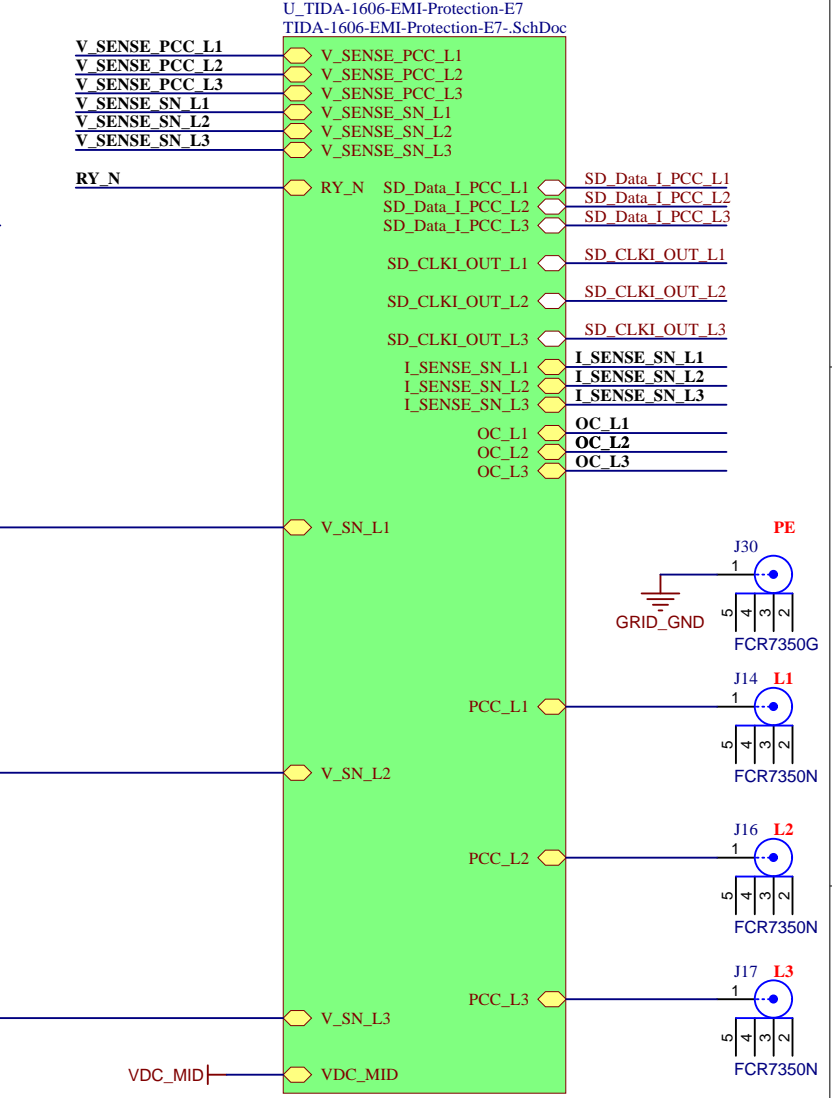 U_TIDA-1606-EMI-Protection-E7
TIDA-1606-EMI-Protection-E7-.SchDoc
V_SENSE_PCC_L1 V_SENSE_PCC_L1
V_SENSE_PCC_L2 V_SENSE_PCC_L2
V_SENSE_PCC_L3 V_SENSE_PCC_L3
V_SENSE_SN_L1 V_SENSE_SN_L1
V_SENSE_SN_L2 V_SENSE_SN_L2
V_SENSE_SN_L3 V_SENSE_SN_L3
RY_N RY_N SD_Data_I_PCC_L1 SD_Data_I_PCC_L1
SD_Data_I_PCC_L2 SD_Data_I_PCC_L2
SD_Data_I_PCC_L3 SD_Data_I_PCC_L3
SD_CLKI_OUT_L1 SD_CLKI_OUT_L1
SD_CLKI_OUT_L2 SD_CLKI_OUT_L2
SD_CLKI_OUT_L3 SD_CLKI_OUT_L3
I_SENSE_SN_L1 I_SENSE_SN_L1
I_SENSE_SN_L2 I_SENSE_SN_L2
I_SENSE_SN_L3 I_SENSE_SN_L3
OC_L1 OC_L1
OC_L2 OC_L2
OC_L3 OC_L3
V_SN_L1 PE
J30
1
GRID_GND 5 4 3 2
FCR7350G
J14 L1
PCC_L1 1
5 4 3 2
V_SN_L2 FCR7350N
J16 L2
PCC_L2 1
5 4 3 2
FCR7350N
J17 L3
PCC_L3 1
V_SN_L3 5 4 3 2
VDC_MID VDC_MID FCR7350N